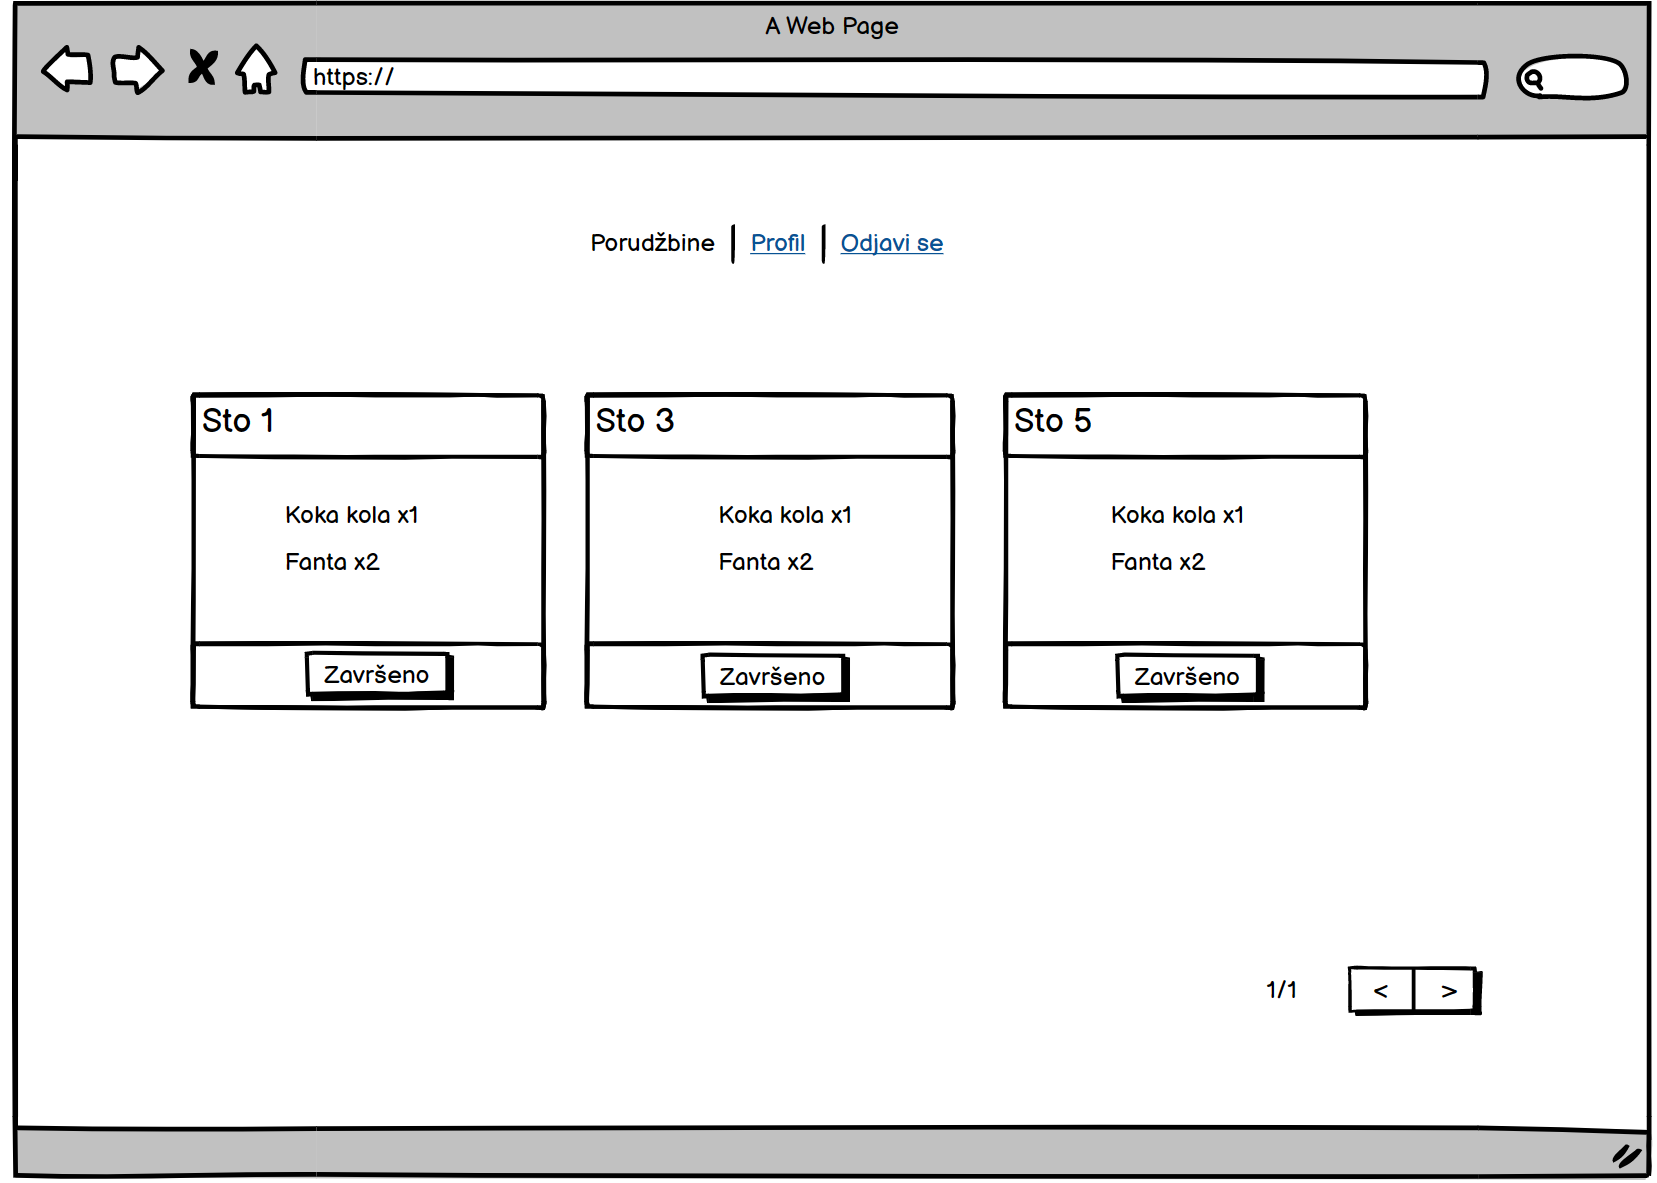 A Web Page
https://
Porudžbine Profil Odjavi se
Sto 1
Koka kola x1
Fanta x2
Završeno
Sto 3
Koka kola x1
Fanta x2
Završeno
Sto 5
Koka kola x1
Fanta x2
Završeno
1/1 < >